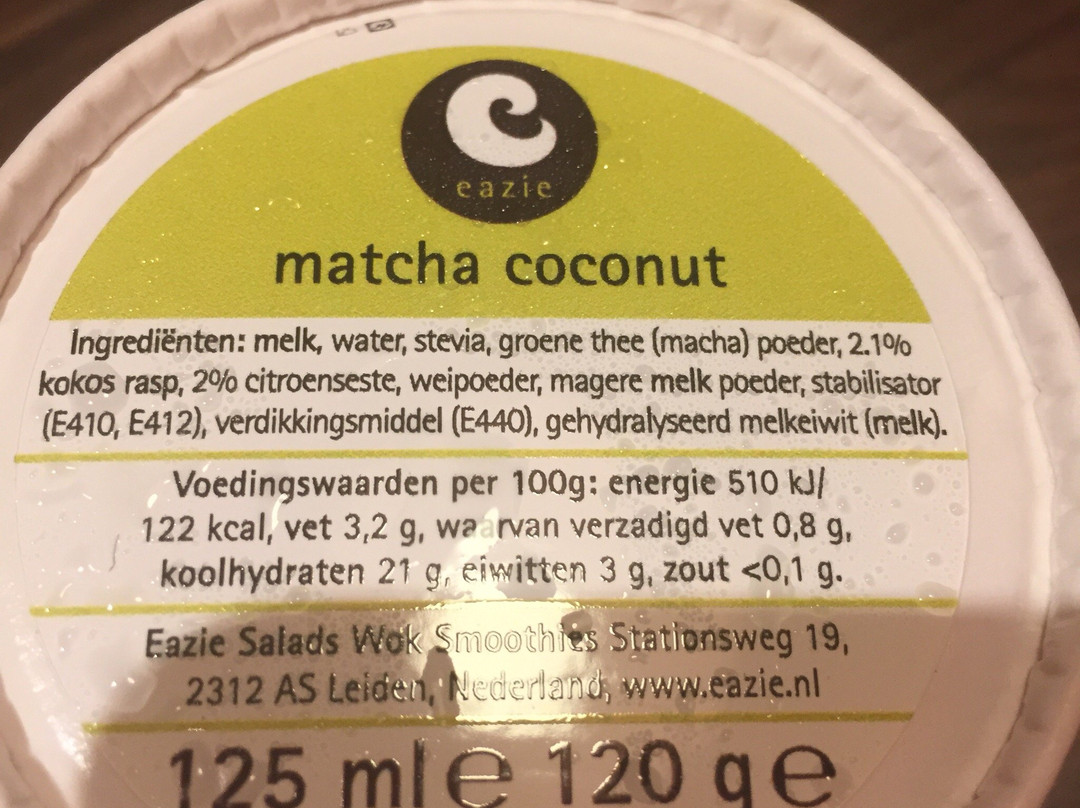 eazie
matcha coconut
Ingrediënten: melk, water, stevia, groene thee (macha) poeder, 2.1%
kokos rasp, 2% citroenseste, weipoeder, magere melk poeder, stabilisator
(E410, E412), verdikkingsmiddel (E440), gehydralyseerd melkeiwit (melk).
Voedingswaarden per 100g: energie 510 kJ/
122 kcal, vet 3,2 g, waarvan verzadigd vet 0,8 g,
koolhydraten 21 g, eiwitten 3 g, zout <0,1 g.
Eazie Salads Wok Smoothies Stationsweg 19,
2312 AS Leiden, Nederland, www.eazie.nl
125 ml e 120 g e